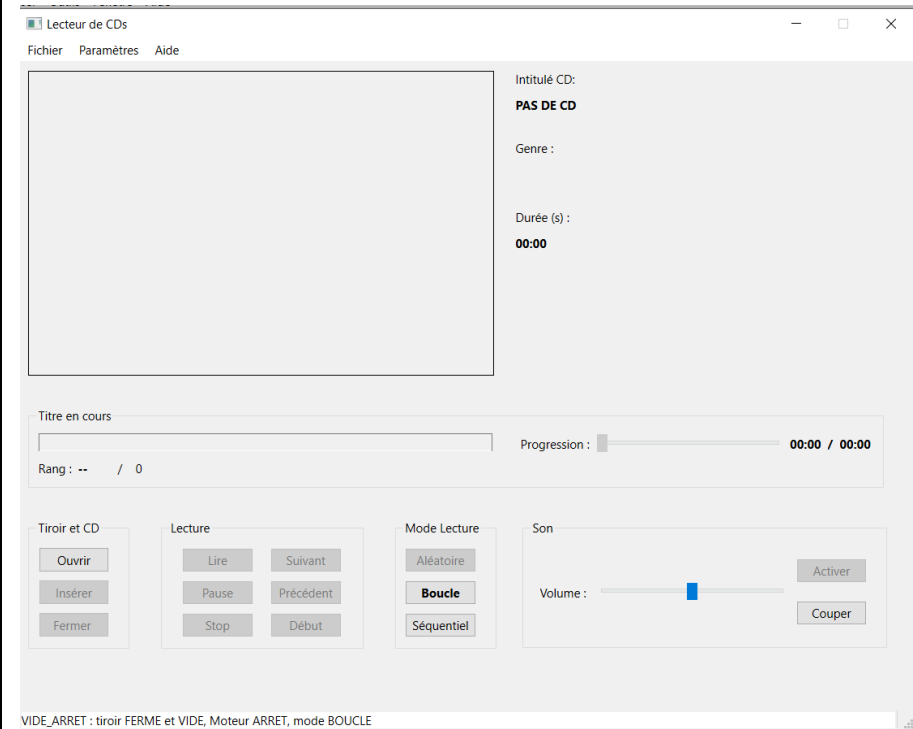 Lecteur de CDs
Fichier Paramètres Aide
Intitulé CD:
PAS DE CD
Genre :
Durée (s) :
00:00
Titre en cours
Progression : 00:00 / 00:00
Rang : -- / 0
Tiroir et CD
Ouvrir
Insérer
Fermer
Lecture
Lire Suivant
Pause Précédent
Stop Début
Mode Lecture
Aléatoire
Boucle
Séquentiel
Son
Volume :
Activer
Couper
VIDE_ARRET : tiroir FERME et VIDE, Moteur ARRET, mode BOUCLE